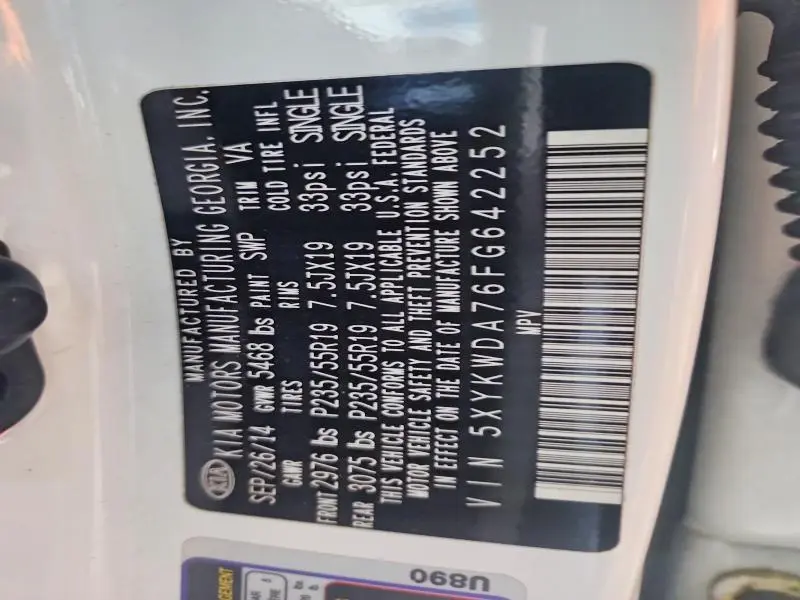 MANUFACTURED BY
KIA KIA MOTORS MANUFACTURING GEORGIA, INC.
SEP/26/14 GVWR 5468 lbs PAINT SWP TRIM VA
GAWR TIRES RIMS COLD TIRE INFL
FRONT 2976 lbs P235/55R19 7.5JX19 33psi SINGLE
REAR 3075 lbs P235/55R19 7.5JX19 33psi SINGLE
THIS VEHICLE CONFORMS TO ALL APPLICABLE U.S.A. FEDERAL
MOTOR VEHICLE SAFETY AND THEFT PREVENTION STANDARDS
IN EFFECT ON THE DATE OF MANUFACTURE SHOWN ABOVE
VIN 5XYKWDA76FG642252
MPV
U890